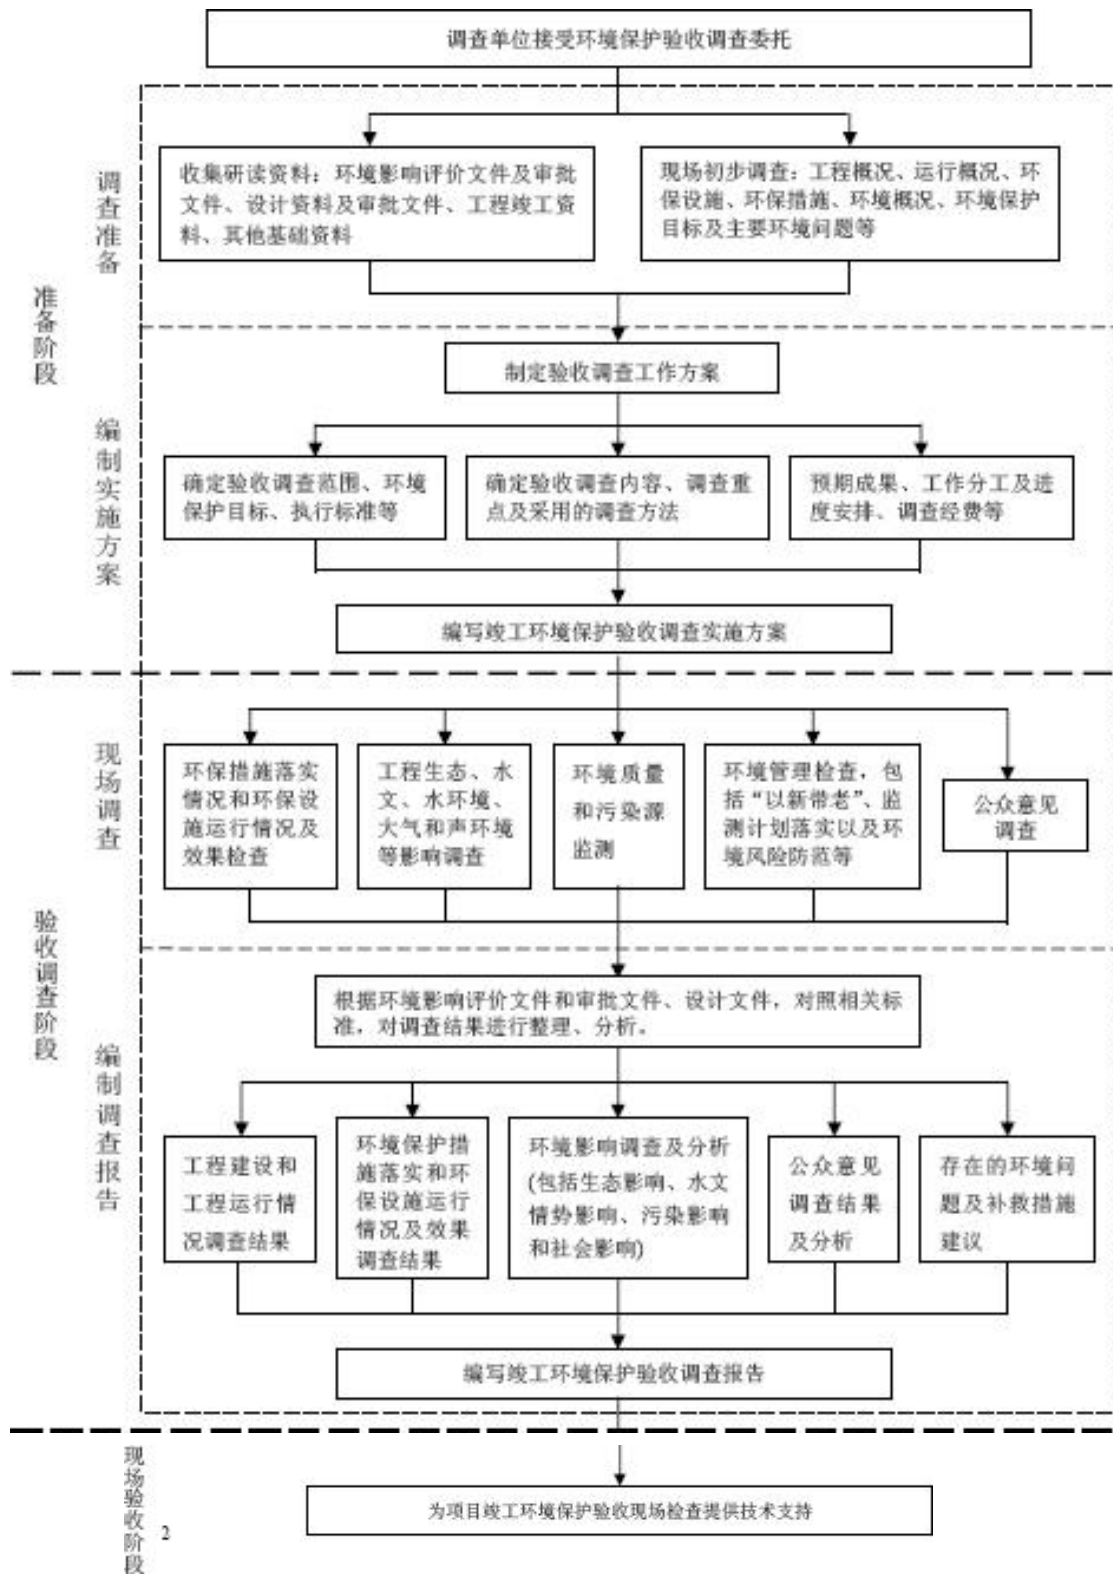 调查单位接受环境保护验收调查委托
准备阶段
调查准备
收集研读资料：环境影响评价文件及审批
文件、设计资料及审批文件、工程竣工资
料、其他基础资料
现场初步调查：工程概况、运行概况、环
保设施、环保措施、环境概况、环境保护
目标及主要环境问题等
编制实施方案
制定验收调查工作方案
确定验收调查范围、环境
保护目标、执行标准等
确定验收调查内容、调查重
点及采用的调查方法
预期成果、工作分工及进
度安排、调查经费等
编写竣工环境保护验收调查实施方案
验收调查阶段
现场调查
环保措施落实
情况和环保设
施运行情况及
效果检查
工程生态、水
文、水环境、
大气和声环境
等影响调查
环境质量
和污染源
监测
环境管理检查，包
括“以新带老”、监
测计划落实以及环
境风险防范等
公众意见
调查
编制调查报告
根据环境影响评价文件和审批文件、设计文件，对照相关标
准，对调查结果进行整理、分析。
工程建设和
工程运行情
况调查结果
环境保护措
施落实和环
保设施运行
情况及效果
调查结果
环境影响调查及分析
(包括生态影响、水文
情势影响、污染影响
和社会影响)
公众意见
调查结果
及分析
存在的环境问
题及补救措施
建议
编写竣工环境保护验收调查报告
现场验收阶段
2
为项目竣工环境保护验收现场检查提供技术支持